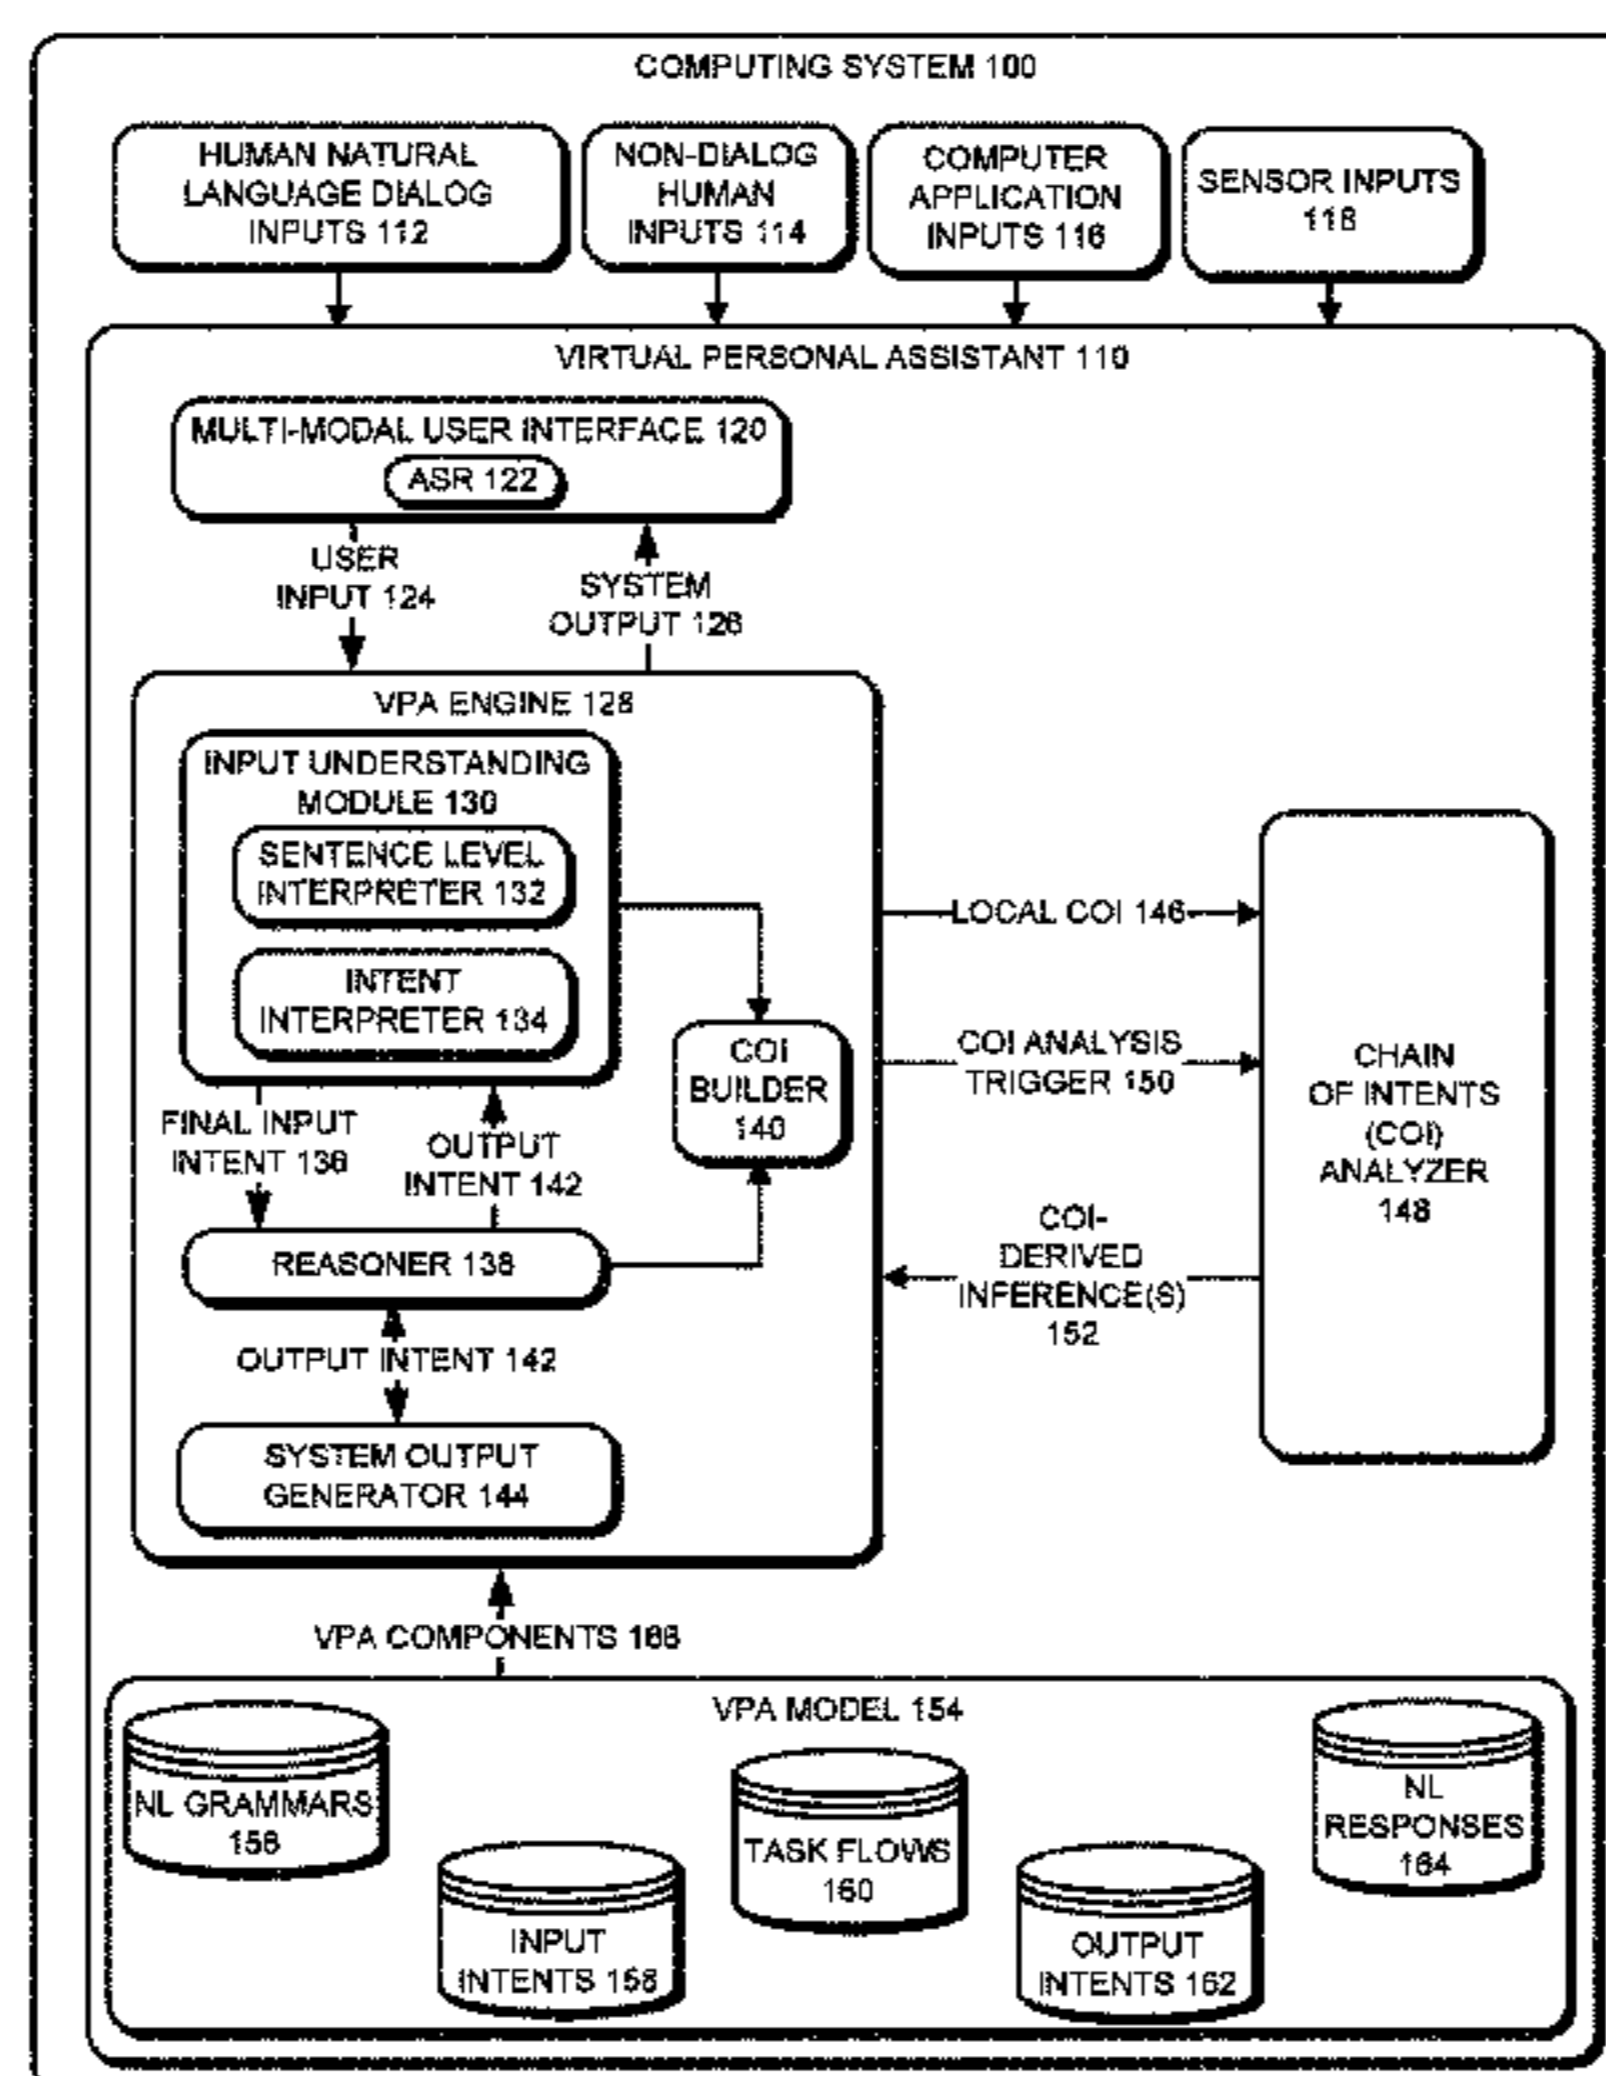 COMPUTING SYSTEM 100
HUMAN NATURAL
LANGUAGE DIALOG
INPUTS 112
NON-DIALOG
HUMAN
INPUTS 114
COMPUTER
APPLICATION
INPUTS 116
SENSOR INPUTS
118
VIRTUAL PERSONAL ASSISTANT 110
MULTI-MODAL USER INTERFACE 120
ASR 122
USER
INPUT 124
SYSTEM
OUTPUT 126
VPA ENGINE 128
INPUT UNDERSTANDING
MODULE 130
SENTENCE LEVEL
INTERPRETER 132
INTENT
INTERPRETER 134
COI
BUILDER
140
FINAL INPUT
INTENT 136
OUTPUT
INTENT 142
REASONER 138
OUTPUT INTENT 142
SYSTEM OUTPUT
GENERATOR 144
LOCAL COI 146
COI ANALYSIS
TRIGGER 150
COI-
DERIVED
INFERENCE(S)
152
CHAIN
OF INTENTS
(COI)
ANALYZER
148
VPA COMPONENTS 166
VPA MODEL 154
NL GRAMMARS
156
INPUT
INTENTS 158
TASK FLOWS
160
OUTPUT
INTENTS 162
NL
RESPONSES
164